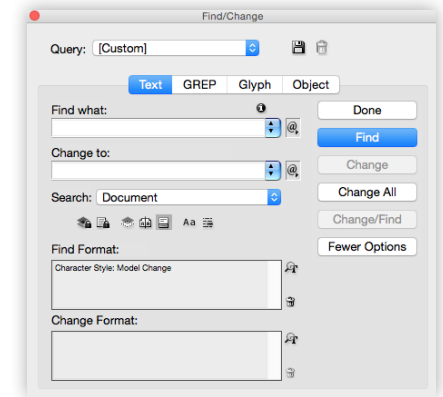 Find/Change
Query: [Custom]
Text GREP Glyph Object
Find what:
@
Change to:
@
Search: Document
Aa
Find Format:
Character Style: Model Change
Change Format:
Done
Find
Change
Change All
Change/Find
Fewer Options